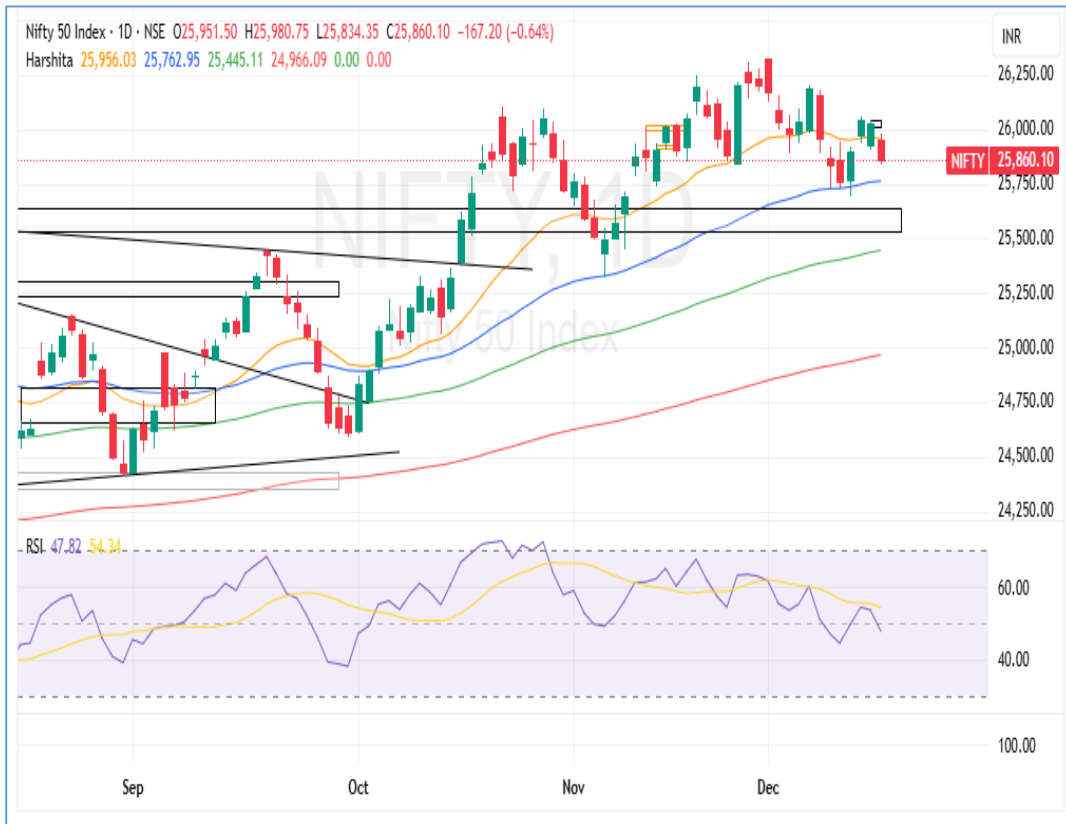 Nifty 50 Index · 1D · NSE O25,951.50 H25,980.75 L25,834.35 C25,860.10 −167.20 (−0.64%)
Harshita 25,956.03 25,762.95 25,445.11 24,966.09 0.00 0.00
INR
26,250.00
26,000.00
NIFTY 25,860.10
25,750.00
25,500.00
25,250.00
25,000.00
24,750.00
24,500.00
24,250.00
NIFTY, 1D
Nifty 50 Index
RSI 47.82 54.34
60.00
40.00
100.00
Sep Oct Nov Dec